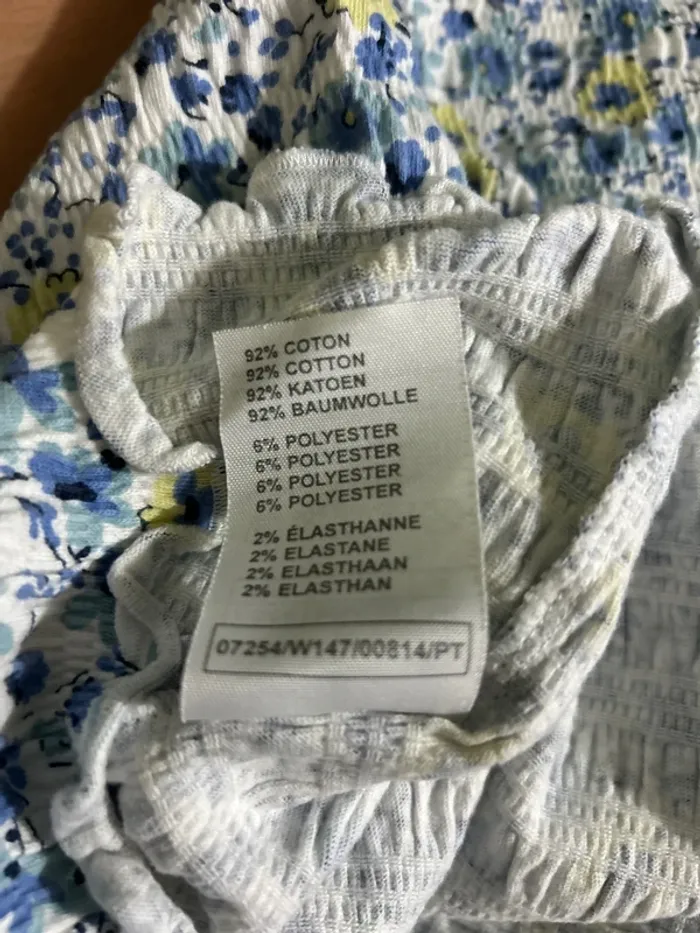 92% COTON
92% COTTON
92% KATOEN
92% BAUMWOLLE
6% POLYESTER
6% POLYESTER
6% POLYESTER
6% POLYESTER
2% ÉLASTHANNE
2% ELASTANE
2% ELASTHAAN
2% ELASTHAN
07254/W147/00814/PT